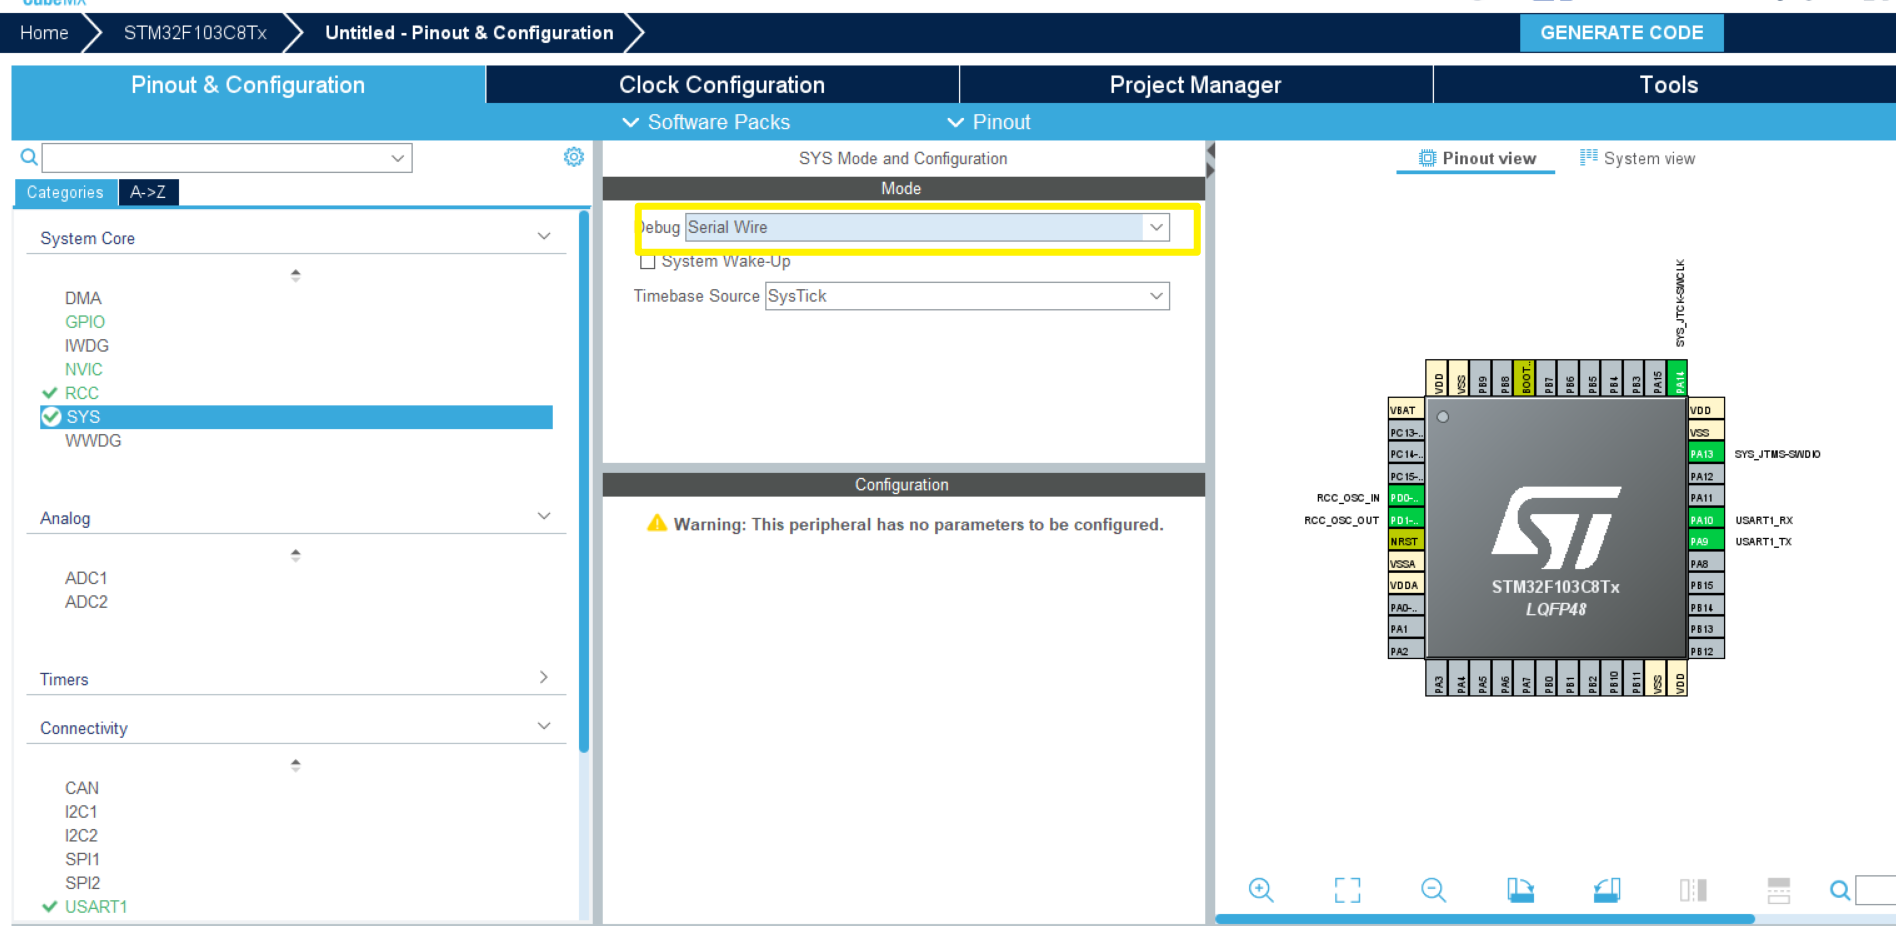 CubeMX
Home STM32F103C8Tx Untitled - Pinout & Configuration GENERATE CODE
Pinout & Configuration Clock Configuration Project Manager Tools
Software Packs Pinout
SYS Mode and Configuration
Pinout view System view
Categories A->Z
Mode
System Core
DMA
GPIO
IWDG
NVIC
RCC
SYS
WWDG
Analog
ADC1
ADC2
Timers
Connectivity
CAN
I2C1
I2C2
SPI1
SPI2
USART1
Debug Serial Wire
System Wake-Up
Timebase Source SysTick
Configuration
Warning: This peripheral has no parameters to be configured.
SYS_JTCK-SWCLK
VDD VSS PB9 PB8 BOOT.. PB7 PB6 PB5 PB4 PB3 PA15 PA14
VBAT
PC13-..
PC14-..
PC15-..
RCC_OSC_IN PD0-..
RCC_OSC_OUT PD1-..
NRST
VSSA
VDDA
PA0-..
PA1
PA2
STM32F103C8Tx
LQFP48
VDD
VSS
PA13 SYS_JTMS-SWDIO
PA12
PA11
PA10 USART1_RX
PA9 USART1_TX
PA8
PB15
PB14
PB13
PB12
PA3 PA4 PA5 PA6 PA7 PB0 PB1 PB2 PB10 PB11 VSS VDD